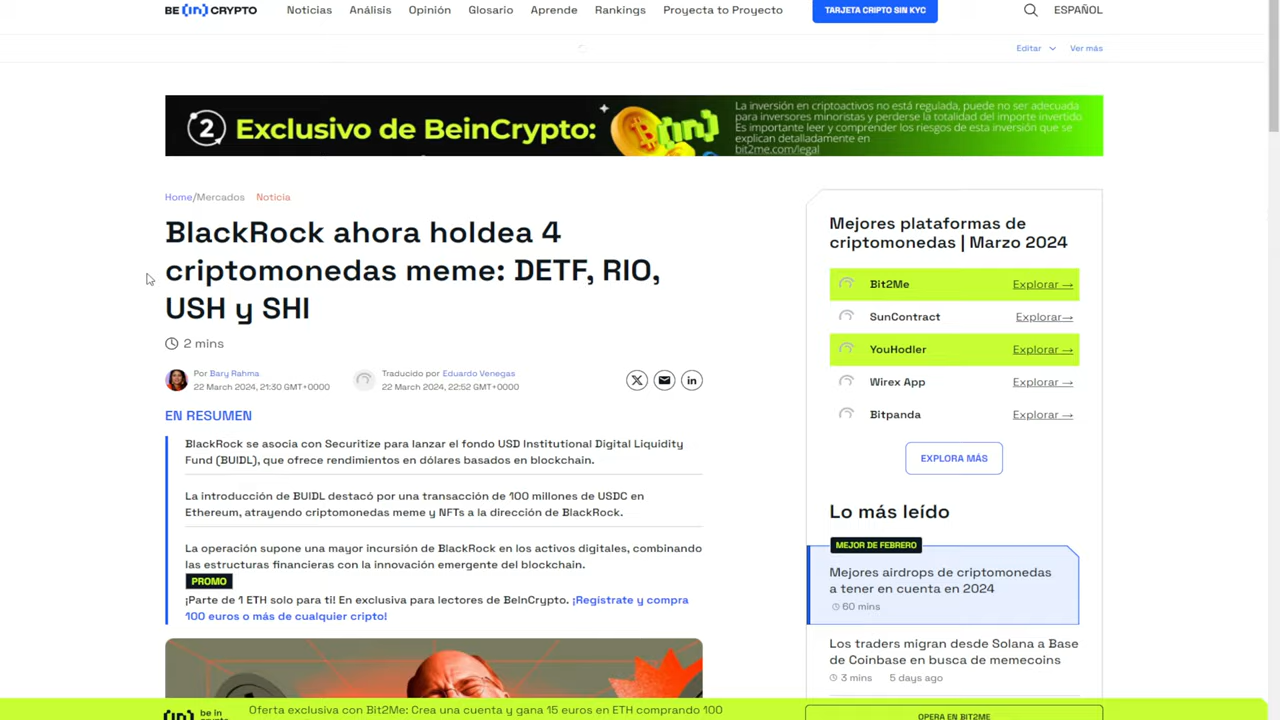 BE [in] CRYPTO
Noticias
Análisis
Opinión
Glosario
Aprende
Rankings
Proyecta to Proyecto
TARJETA CRIPTO SIN KYC
ESPAÑOL
Editar
Ver más
2 Exclusivo de BeinCrypto:
[in]
La inversión en criptoactivos no está regulada, puede no ser adecuada
para inversores minoristas y perderse la totalidad del importe invertido
Es importante leer y comprender los riesgos de esta inversión que se
explican detalladamente en
bit2me.com/legal
Home/Mercados Noticia
BlackRock ahora holdea 4
criptomonedas meme: DETF, RIO,
USH y SHI
2 mins
Por Bary Rahma
22 March 2024, 21:30 GMT+0000
Traducido por Eduardo Venegas
22 March 2024, 22:52 GMT+0000
EN RESUMEN
BlackRock se asocia con Securitize para lanzar el fondo USD Institutional Digital Liquidity
Fund (BUIDL), que ofrece rendimientos en dólares basados en blockchain.
La introducción de BUIDL destacó por una transacción de 100 millones de USDC en
Ethereum, atrayendo criptomonedas meme y NFTs a la dirección de BlackRock.
La operación supone una mayor incursión de BlackRock en los activos digitales, combinando
las estructuras financieras con la innovación emergente del blockchain.
PROMO
¡Parte de 1 ETH solo para ti! En exclusiva para lectores de BeInCrypto. ¡Regístrate y compra
100 euros o más de cualquier cripto!
Mejores plataformas de
criptomonedas | Marzo 2024
Bit2Me Explorar →
SunContract Explorar→
YouHodler Explorar →
Wirex App Explorar →
Bitpanda Explorar →
EXPLORA MÁS
Lo más leído
MEJOR DE FEBRERO
Mejores airdrops de criptomonedas
a tener en cuenta en 2024
60 mins
Los traders migran desde Solana a Base
de Coinbase en busca de memecoins
3 mins 5 days ago
[in] be in
Oferta exclusiva con Bit2Me: Crea una cuenta y gana 15 euros en ETH comprando 100
OPERA EN BIT2ME